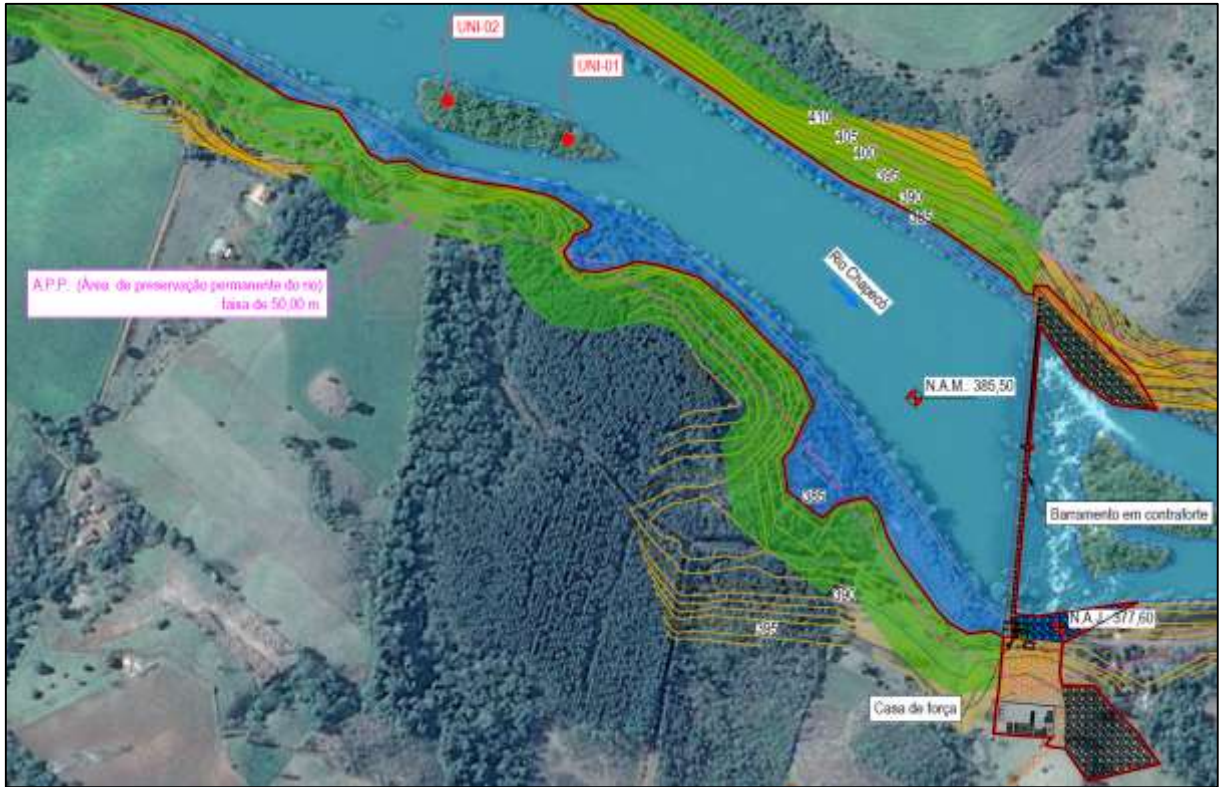 UNI-02
UNI-01
410
405
400
395
390
385
A.P.P. (Área de preservação permanente do rio)
faixa de 50,00 m
Rio Chapecó
N.A.M.: 385,50
385
Barramento em contraforte
390
395
N.A.J.: 377,60
Casa de força